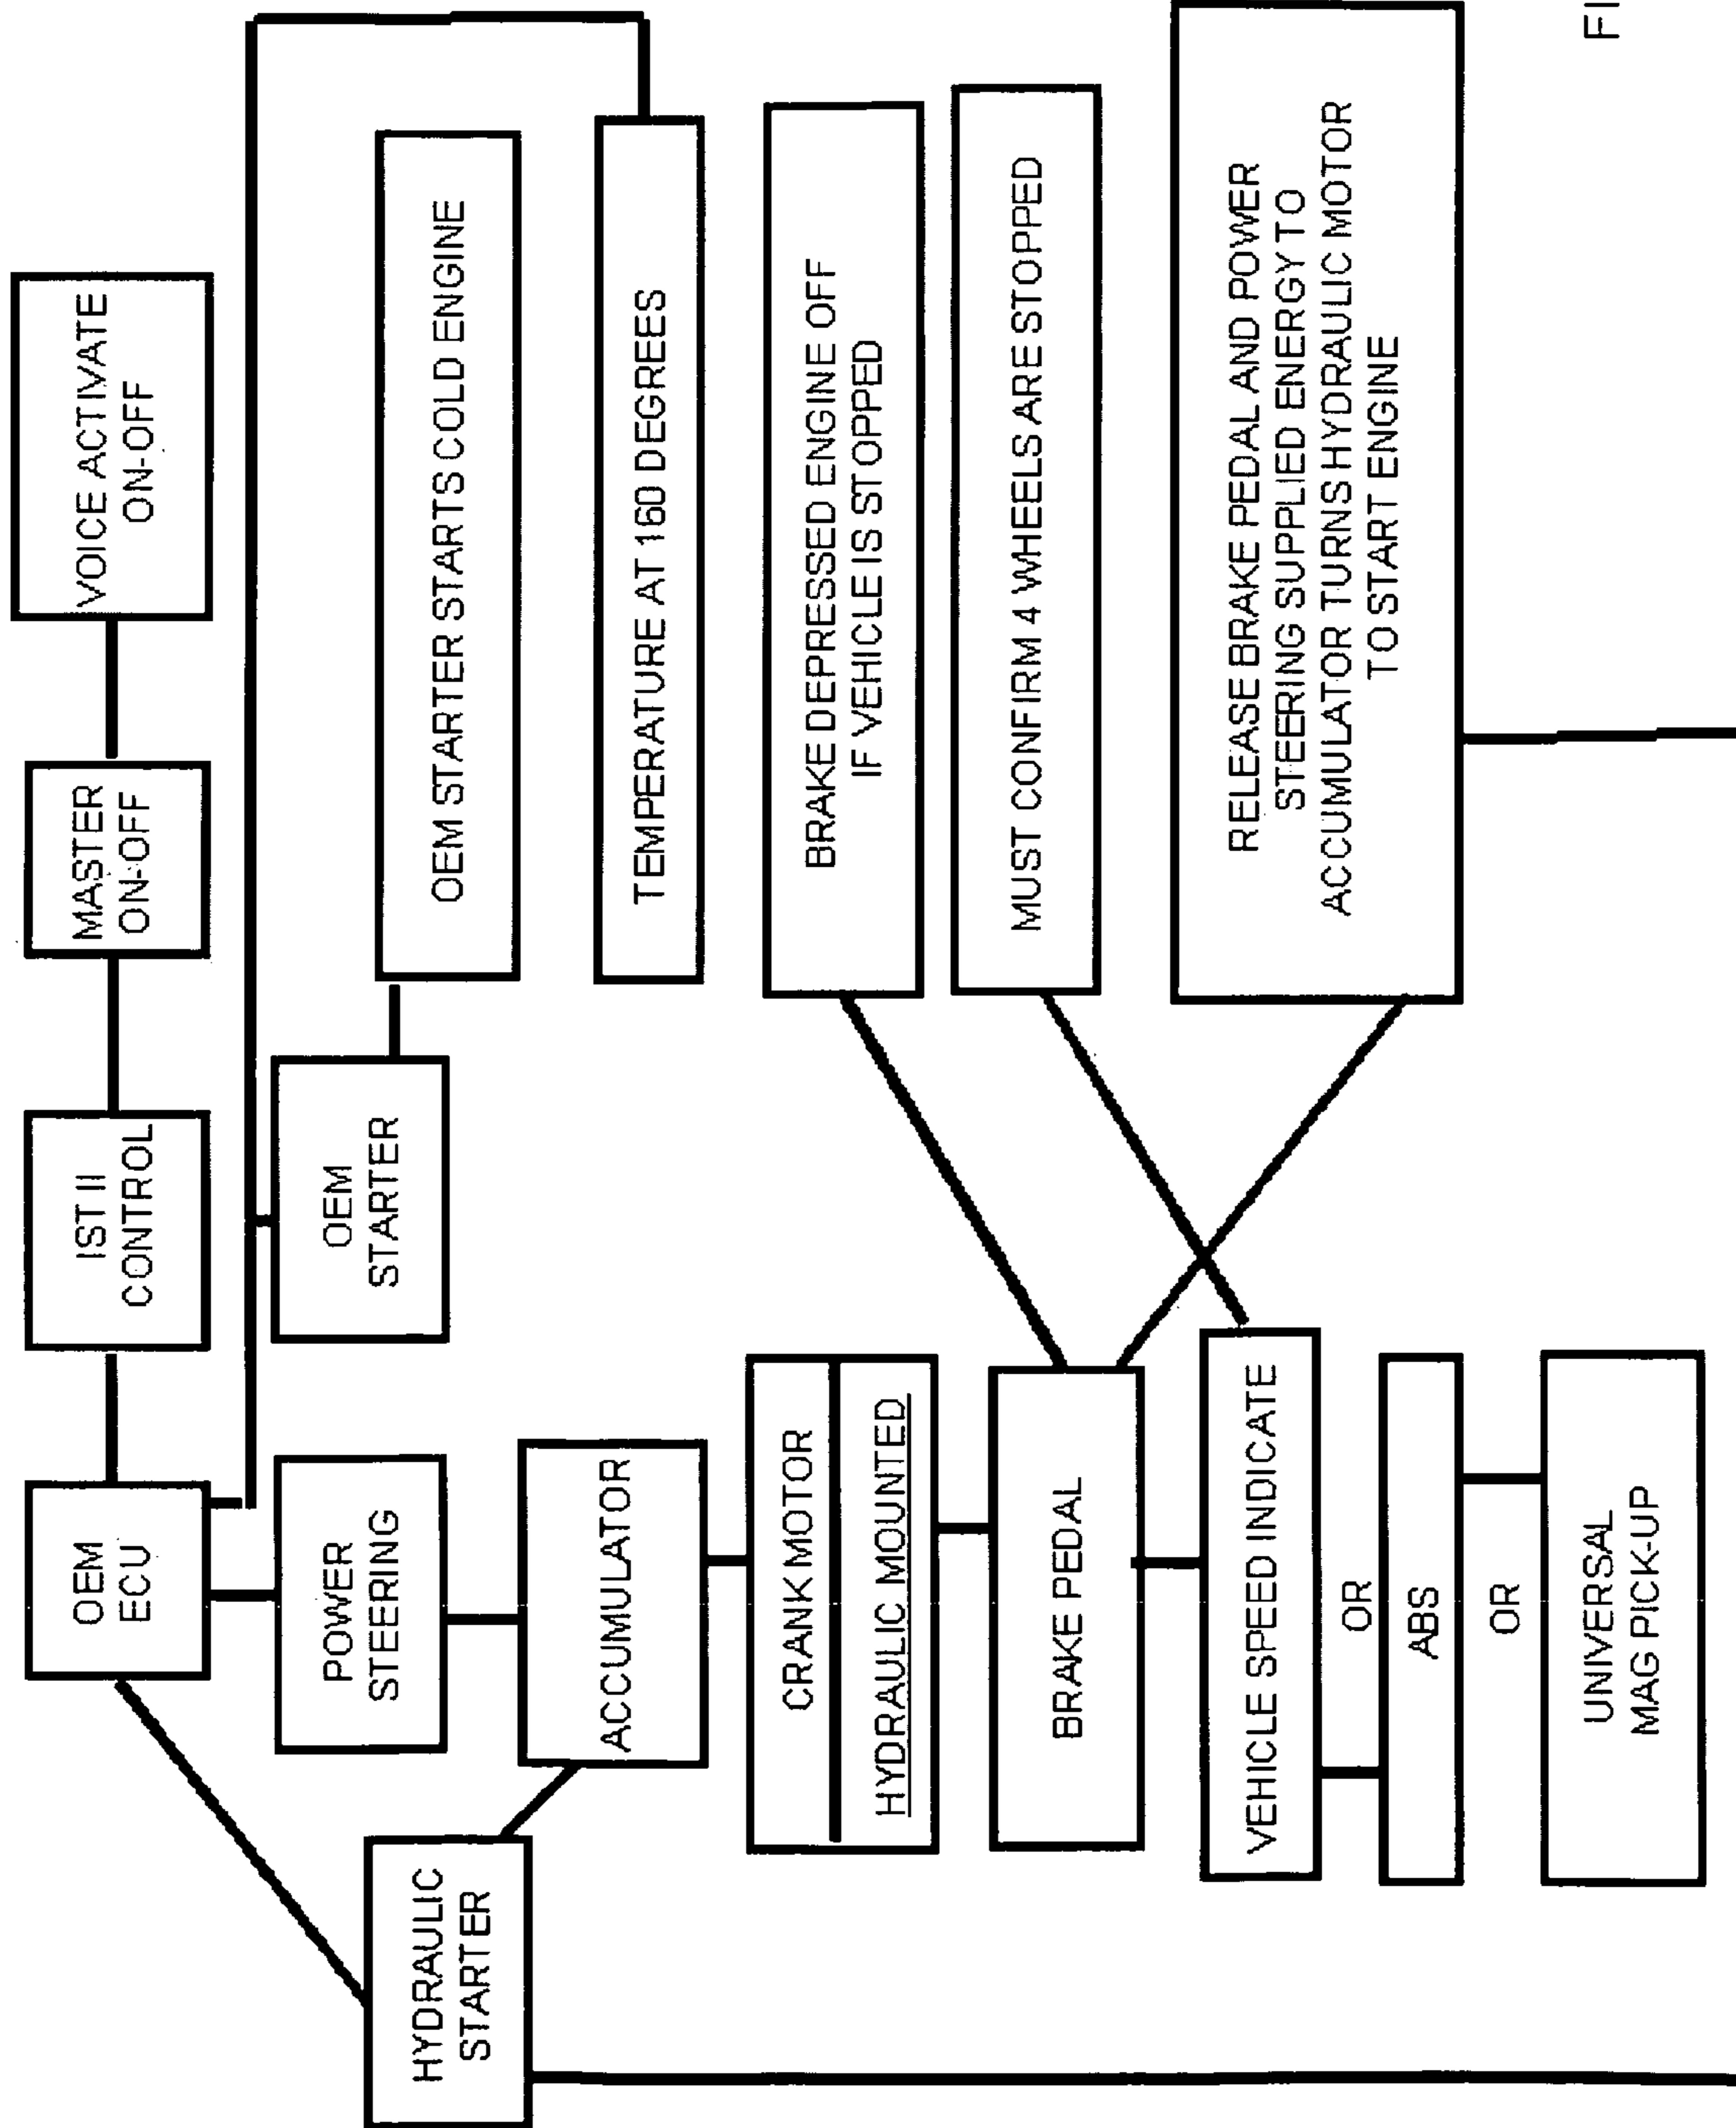 OEM
ECU
IST II
CONTROL
MASTER
ON-OFF
VOICE ACTIVATE
ON-OFF
HYDRAULIC
STARTER
POWER
STEERING
OEM
STARTER
OEM STARTER STARTS COLD ENGINE
ACCUMULATOR
TEMPERATURE AT 160 DEGREES
CRANK MOTOR
HYDRAULIC MOUNTED
BRAKE DEPRESSED ENGINE OFF
IF VEHICLE IS STOPPED
BRAKE PEDAL
MUST CONFIRM 4 WHEELS ARE STOPPED
VEHICLE SPEED INDICATE
OR
ABS
OR
UNIVERSAL
MAG PICK-UP
RELEASE BRAKE PEDAL AND POWER
STEERING SUPPLIED ENERGY TO
ACCUMULATOR TURNS HYDRAULIC MOTOR
TO START ENGINE
FI